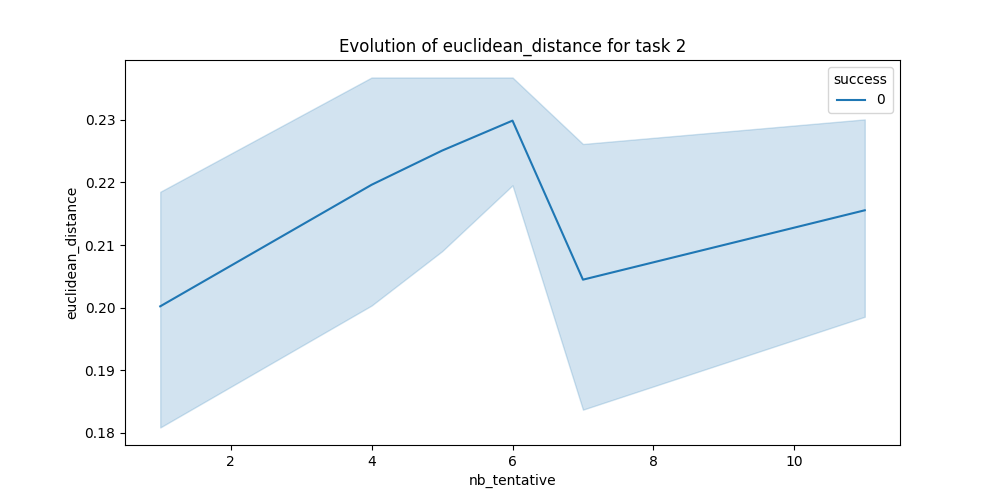 Evolution of euclidean_distance for task 2
success
0
euclidean_distance
0.23
0.22
0.21
0.20
0.19
0.18
2 4 6 8 10
nb_tentative